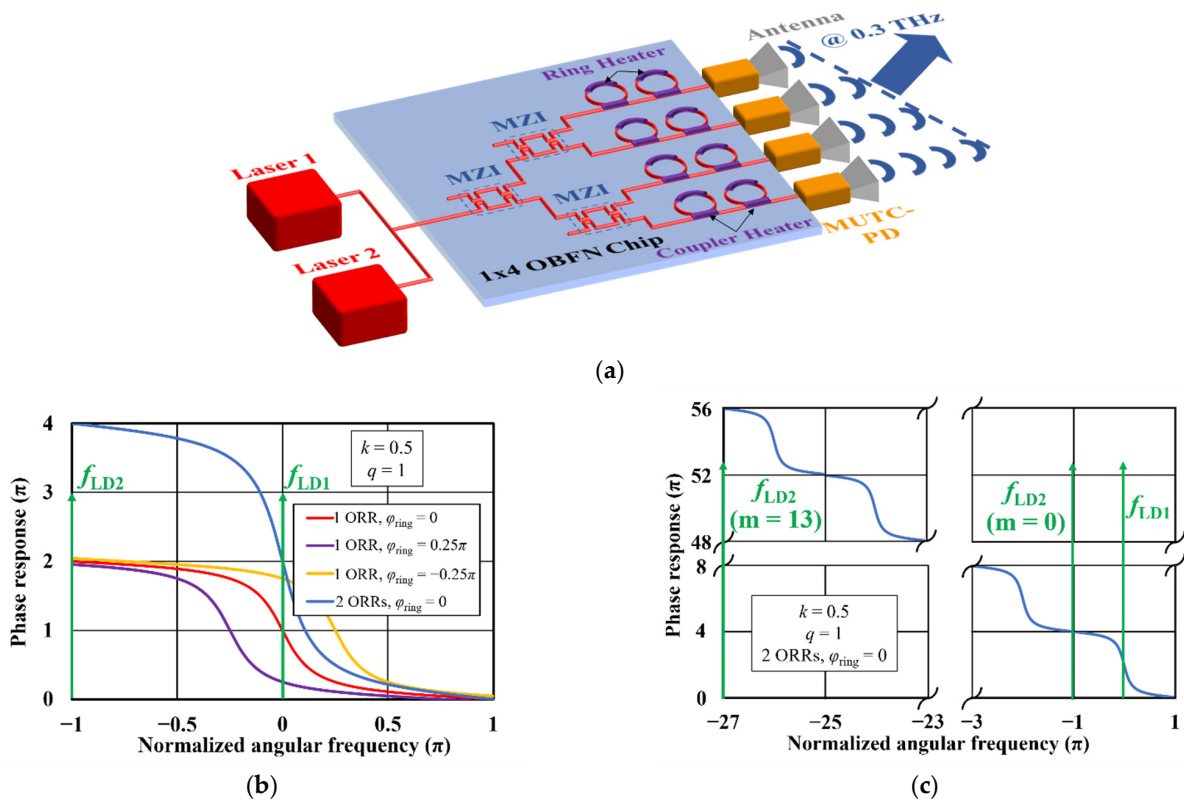 Antenna
@ 0.3 THz
Ring Heater
MZI
Laser 1
MZI
MZI
Laser 2
1x4 OBFN Chip
Coupler Heater
MUTC-
PD
(a)
4
3
2
1
0
Phase response (π)
fLD2
fLD1
k = 0.5
q = 1
1 ORR, φring = 0
1 ORR, φring = 0.25π
1 ORR, φring = −0.25π
2 ORRs, φring = 0
−1 −0.5 0 0.5 1
Normalized angular frequency (π)
(b)
56
52
48
8
4
0
Phase response (π)
fLD2
(m = 13)
fLD2
(m = 0)
fLD1
k = 0.5
q = 1
2 ORRs, φring = 0
−27 −25 −23 −3 −1 1
Normalized angular frequency (π)
(c)